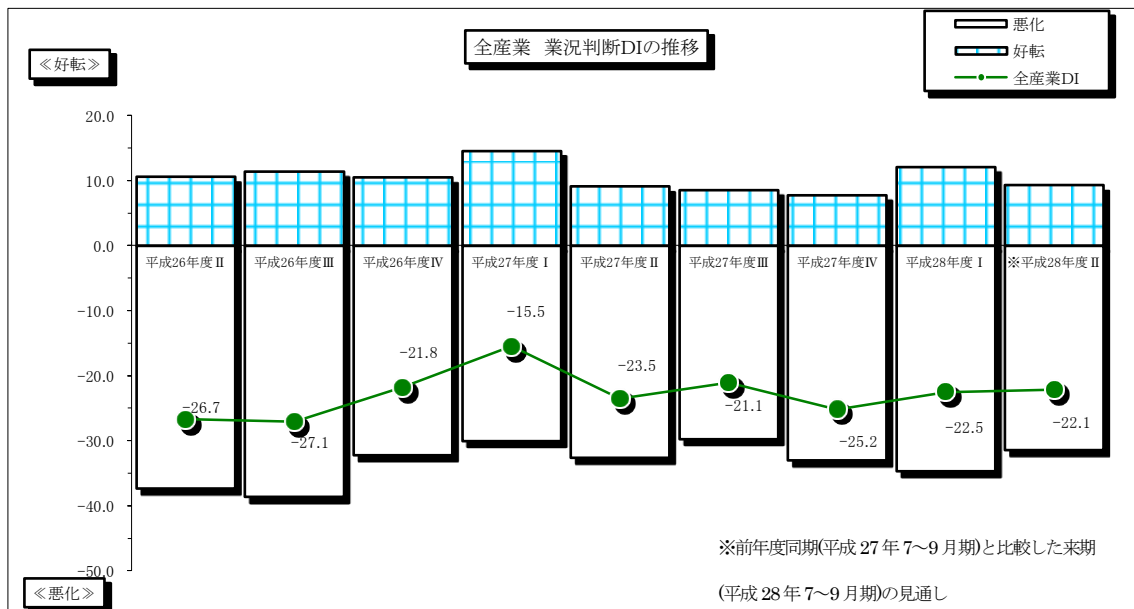 全産業 業況判断DIの推移
悪化
好転
全産業DI
≪好転≫
20.0
10.0
0.0
-10.0
-20.0
-30.0
-40.0
-50.0
平成26年度Ⅱ
平成26年度Ⅲ
平成26年度Ⅳ
平成27年度Ⅰ
平成27年度Ⅱ
平成27年度Ⅲ
平成27年度Ⅳ
平成28年度Ⅰ
※平成28年度Ⅱ
-26.7
-27.1
-21.8
-15.5
-23.5
-21.1
-25.2
-22.5
-22.1
※前年度同期(平成27年7～9月期)と比較した来期
(平成28年7～9月期)の見通し
≪悪化≫